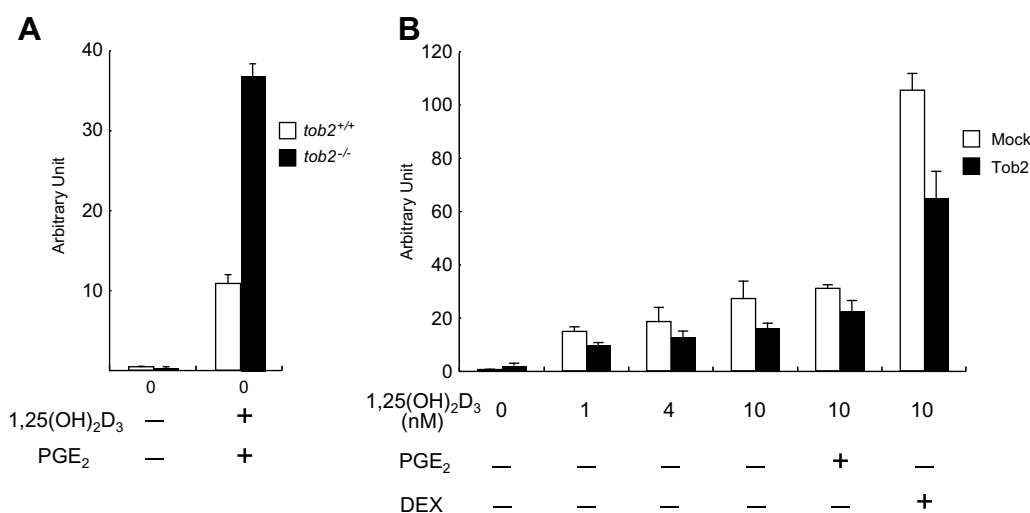 A
40
30
20
10
Arbitrary Unit
tob2+/+
tob2-/-
0 0
1,25(OH)2D3 — +
PGE2 — +
B
120
100
80
60
40
20
0
Arbitrary Unit
Mock
Tob2
1,25(OH)2D3 (nM) 0 1 4 10 10 10
PGE2 — — — — + —
DEX — — — — — +